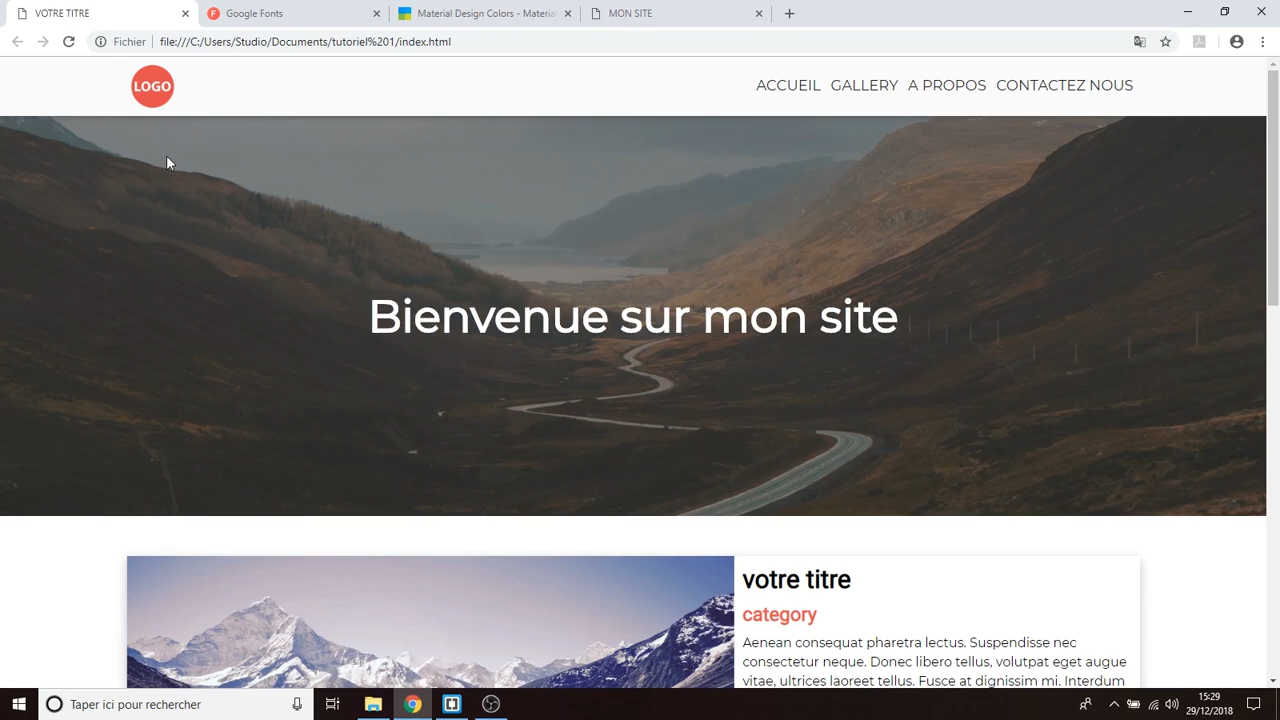 VOTRE TITRE
Google Fonts
Material Design Colors - Material
MON SITE
Fichier
file:///C:/Users/Studio/Documents/tutoriel%201/index.html
LOGO
ACCUEIL GALLERY A PROPOS CONTACTEZ NOUS
Bienvenue sur mon site
votre titre
category
Aenean consequat pharetra lectus. Suspendisse nec
consectetur neque. Donec libero tellus, volutpat eget augue
vitae, ultrices laoreet tellus. Fusce at dignissim mi. Interdum
Taper ici pour rechercher
15:29
29/12/2018